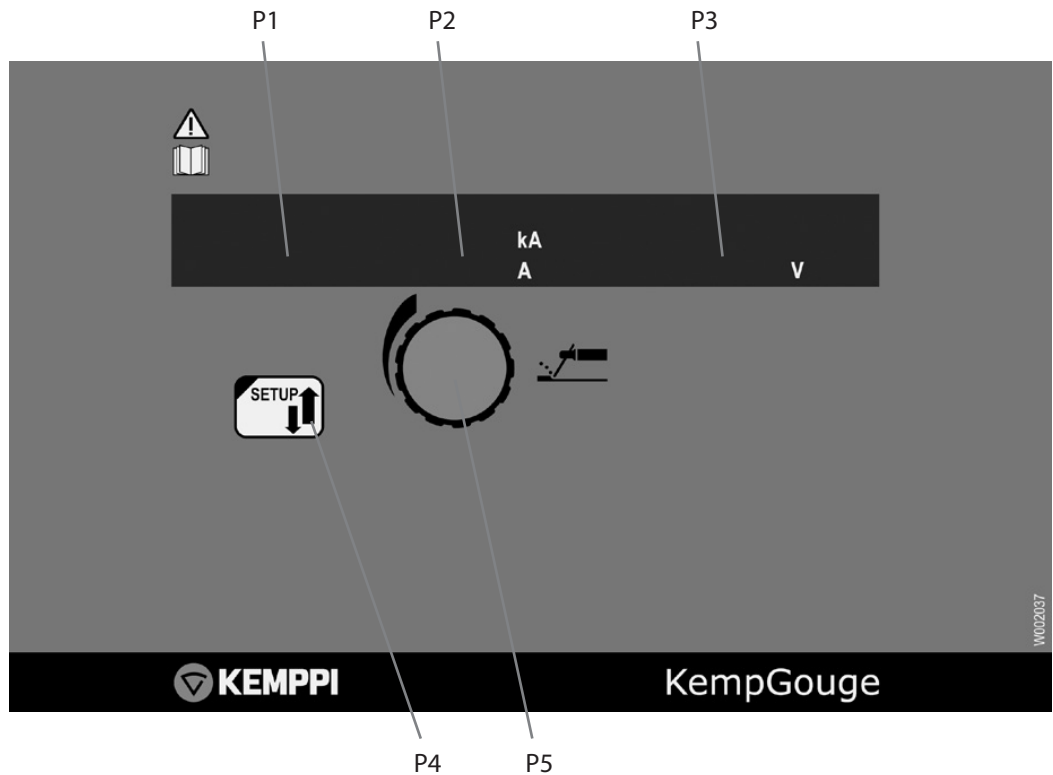 P1 P2 P3
kA
A V
SETUP
W002037
KEMPPI KempGouge
P4 P5